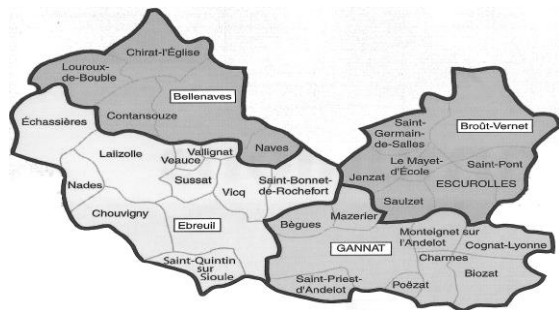 Chirat-l'Église
Louroux-
de-Bouble
Bellenaves
Contansouze
Échassières
Lalizolle
Vallignat
Veauce
Naves
Sussat
Nades
Vicq
Saint-Bonnet-
de-Rochefort
Chouvigny
Ebreuil
Saint-Quintin
sur
Sioule
Saint-
Germain-
de-Salles
Broût-Vernet
Le Mayet-
d'École
Saint-Pont
Jenzat
ESCUROLLES
Saulzet
Bègues
Mazerier
GANNAT
Monteignet sur
l'Andelot
Cognat-Lyonne
Charmes
Biozat
Saint-Priest-
d'Andelot
Poëzat